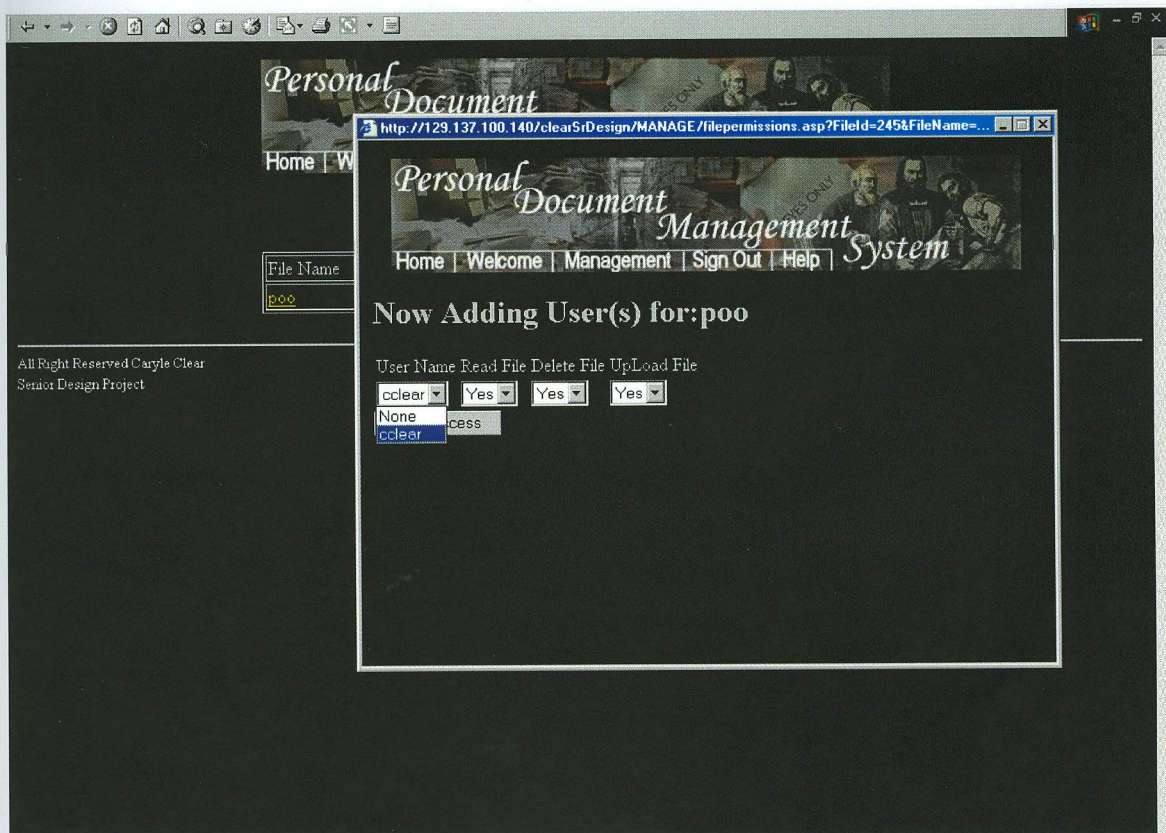 Personal
Document
Home | W
File Name
poo
All Right Reserved Caryle Clear
Senior Design Project
http://129.137.100.140/clearSrDesign/MANAGE/filepermissions.asp?FileId=245&FileName=...
Personal
Document
Management
System
Home | Welcome | Management | Sign Out | Help |
Now Adding User(s) for:poo
User Name Read File Delete File UpLoad File
cclear Yes Yes Yes
None
cclear
cess